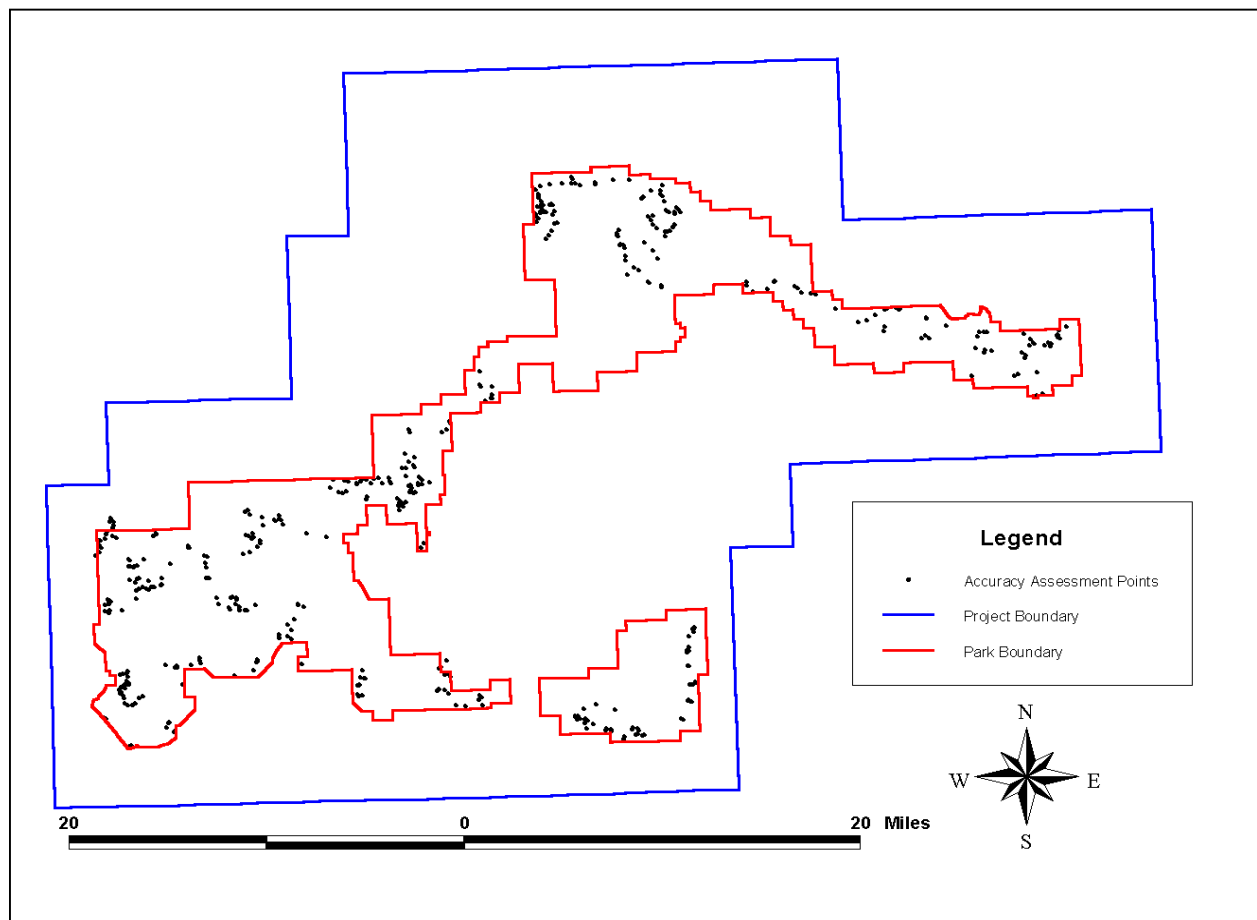 Legend
Accuracy Assessment Points
Project Boundary
Park Boundary
N
W E
S
20 0 20 Miles